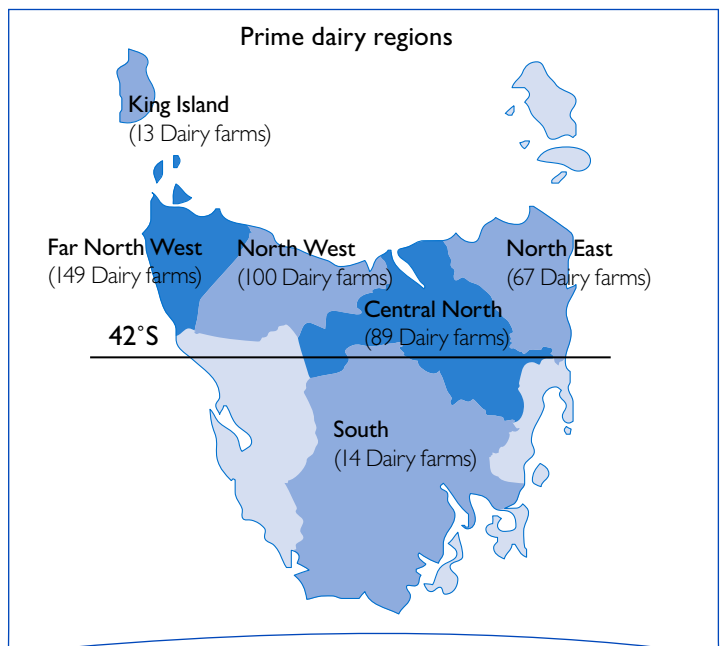 Prime dairy regions
King Island
(13 Dairy farms)
Far North West
(149 Dairy farms)
North West
(100 Dairy farms)
North East
(67 Dairy farms)
Central North
(89 Dairy farms)
42°S
South
(14 Dairy farms)